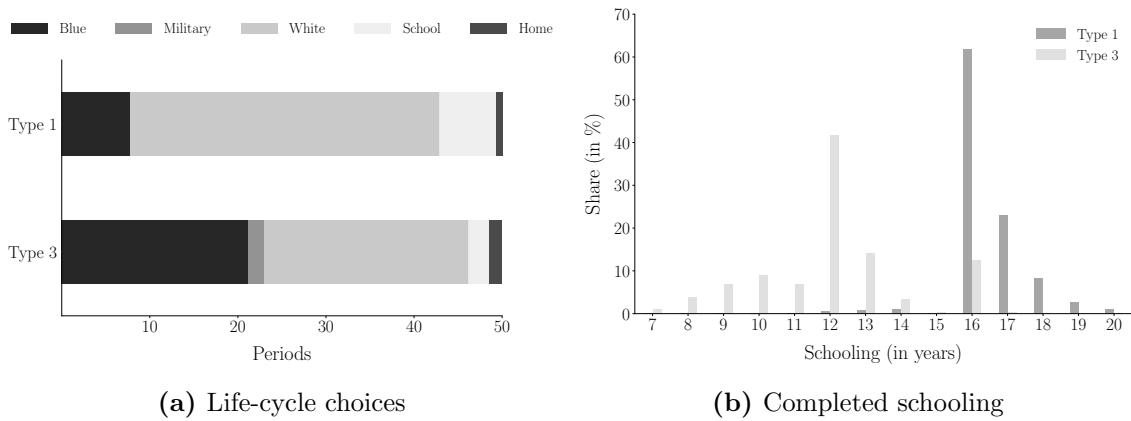 Blue Military White School Home
Type 1
Type 3
10 20 30 40 50
Periods
(a) Life-cycle choices
70
60
50
40
30
20
10
0
Share (in %)
Type 1
Type 3
7 8 9 10 11 12 13 14 15 16 17 18 19 20
Schooling (in years)
(b) Completed schooling